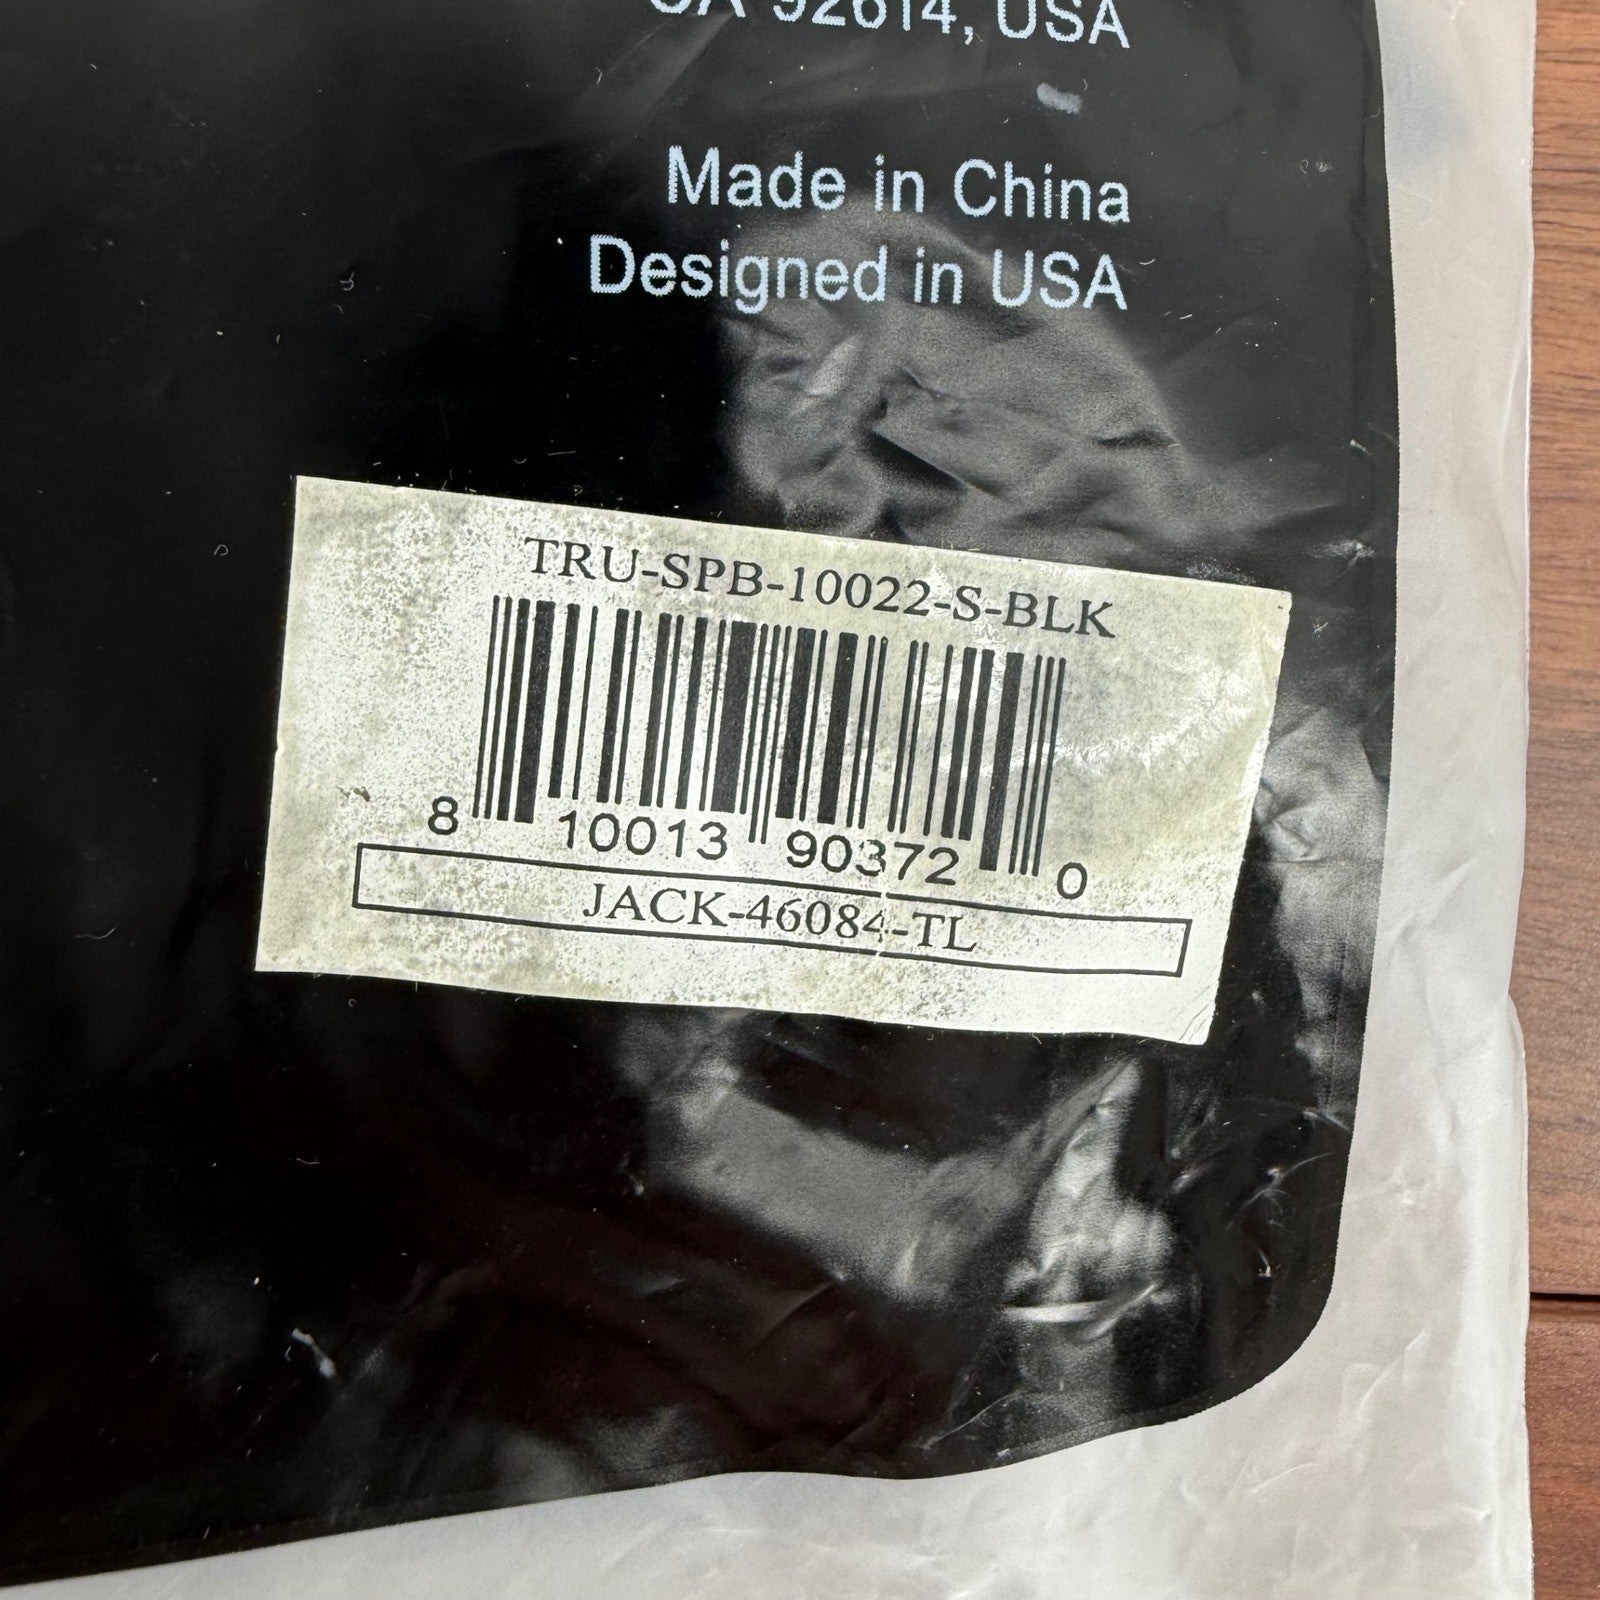 CA 92614, USA
Made in China
Designed in USA
TRU-SPB-10022-S-BLK
8 10013 90372 0
JACK-46084-TL